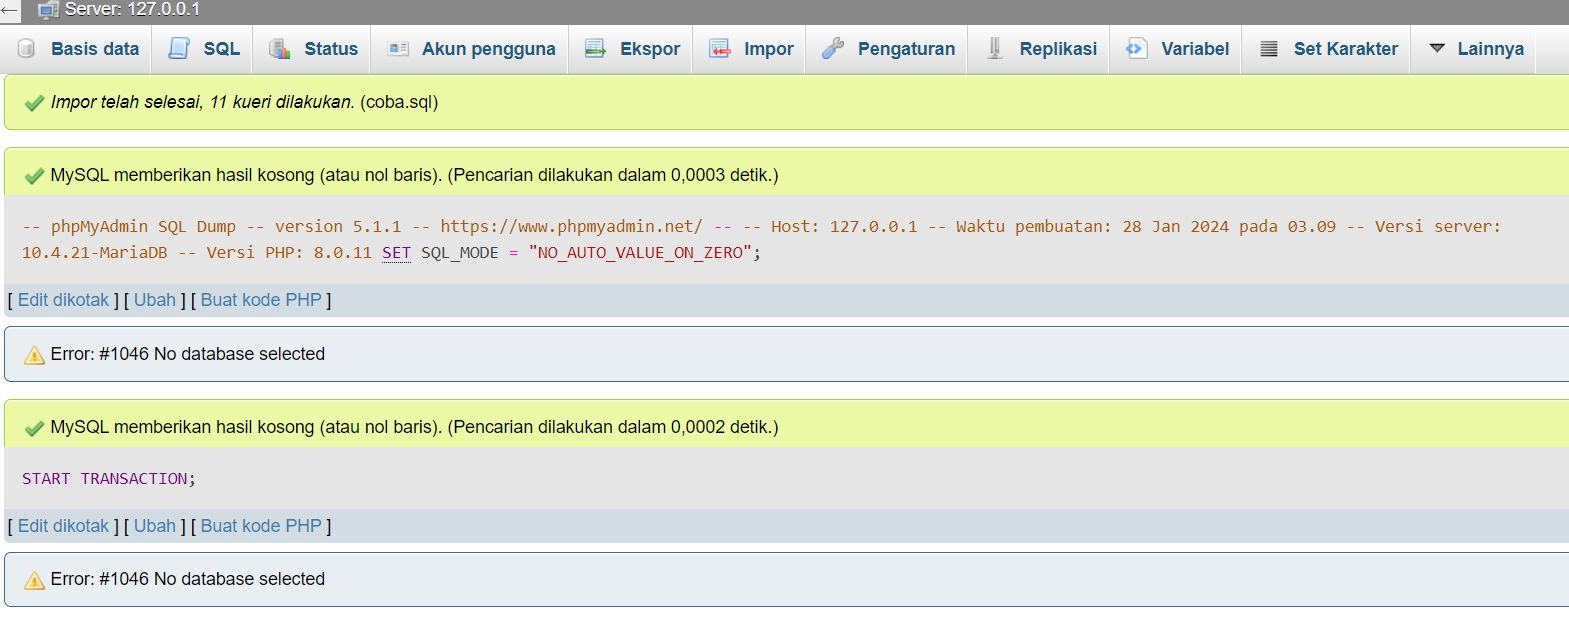 Server: 127.0.0.1
Basis data SQL Status Akun pengguna Ekspor Impor Pengaturan Replikasi Variabel Set Karakter Lainnya
Impor telah selesai, 11 kueri dilakukan. (coba.sql)
MySQL memberikan hasil kosong (atau nol baris). (Pencarian dilakukan dalam 0,0003 detik.)
-- phpMyAdmin SQL Dump -- version 5.1.1 -- https://www.phpmyadmin.net/ -- -- Host: 127.0.0.1 -- Waktu pembuatan: 28 Jan 2024 pada 03.09 -- Versi server:
10.4.21-MariaDB -- Versi PHP: 8.0.11 SET SQL_MODE = "NO_AUTO_VALUE_ON_ZERO";
[ Edit dikotak ] [ Ubah ] [ Buat kode PHP ]
Error: #1046 No database selected
MySQL memberikan hasil kosong (atau nol baris). (Pencarian dilakukan dalam 0,0002 detik.)
START TRANSACTION;
[ Edit dikotak ] [ Ubah ] [ Buat kode PHP ]
Error: #1046 No database selected